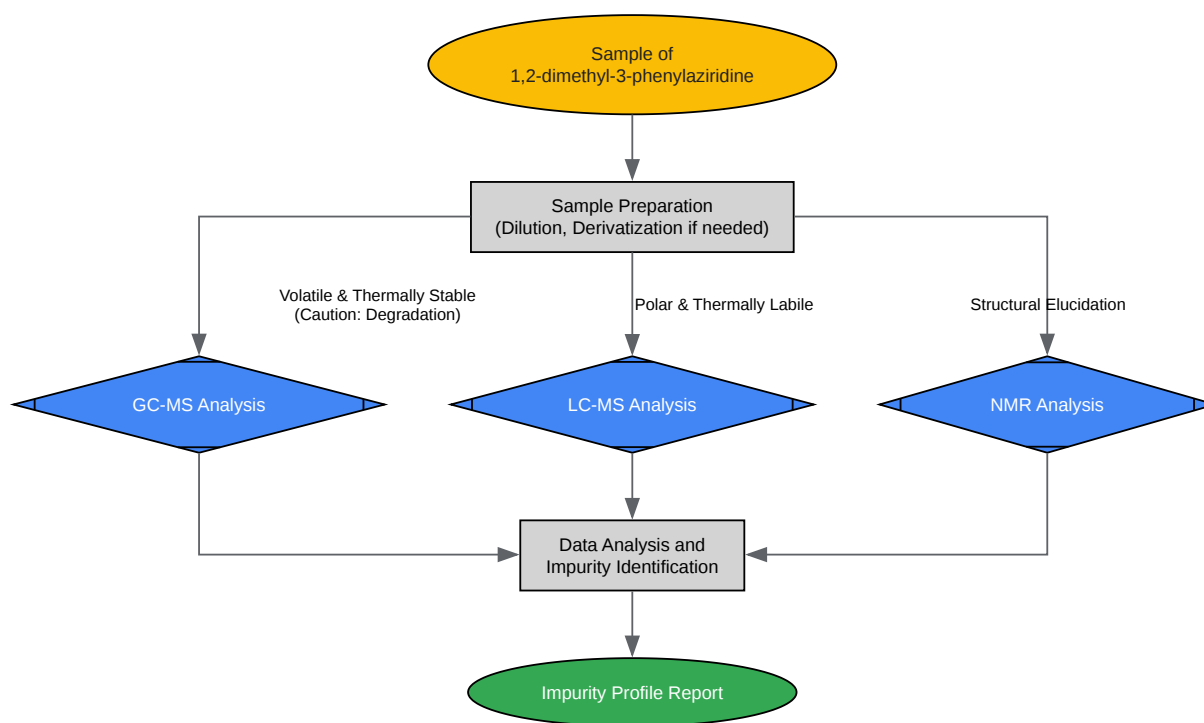 Sample of
1,2-dimethyl-3-phenylaziridine
Sample Preparation
(Dilution, Derivatization if needed)
Volatile & Thermally Stable
(Caution: Degradation)
Polar & Thermally Labile
Structural Elucidation
GC-MS Analysis
LC-MS Analysis
NMR Analysis
Data Analysis and
Impurity Identification
Impurity Profile Report